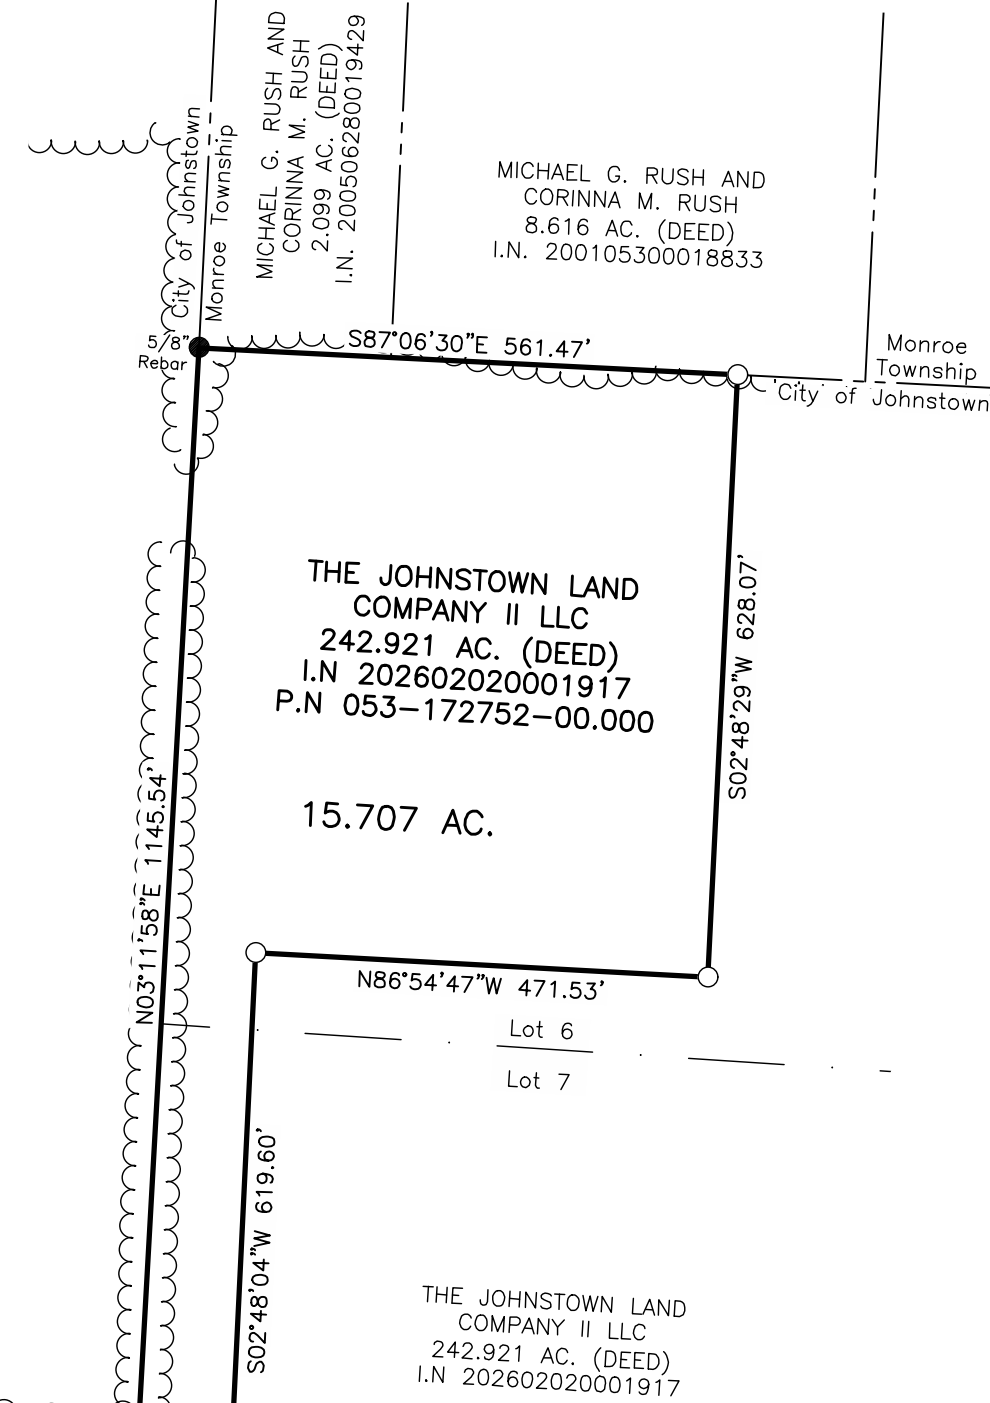 MICHAEL G. RUSH AND
CORINNA M. RUSH
2.099 AC. (DEED)
I.N. 200506280019429
City of Johnstown
Monroe Township
MICHAEL G. RUSH AND
CORINNA M. RUSH
8.616 AC. (DEED)
I.N. 200105300018833
5/8"
Rebar
S87°06'30"E 561.47'
Monroe
Township
City of Johnstown
THE JOHNSTOWN LAND
COMPANY II LLC
242.921 AC. (DEED)
I.N 202602020001917
P.N 053-172752-00.000
S02°48'29"W 628.07'
15.707 AC.
N03°11'58"E 1145.54'
N86°54'47"W 471.53'
Lot 6
Lot 7
S02°48'04"W 619.60'
THE JOHNSTOWN LAND
COMPANY II LLC
242.921 AC. (DEED)
I.N 202602020001917